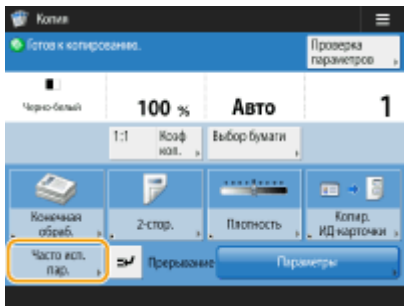 Копия
Готов к копированию.
Проверка
параметров
Черно-белый
100 %
Авто
1
1:1
Коэф
коп.
Выбор бумаги
Конечная
обраб.
2-стор.
Плотность
Копир.
ИД-карточки
Часто исп.
пар.
Прерывание
Параметры